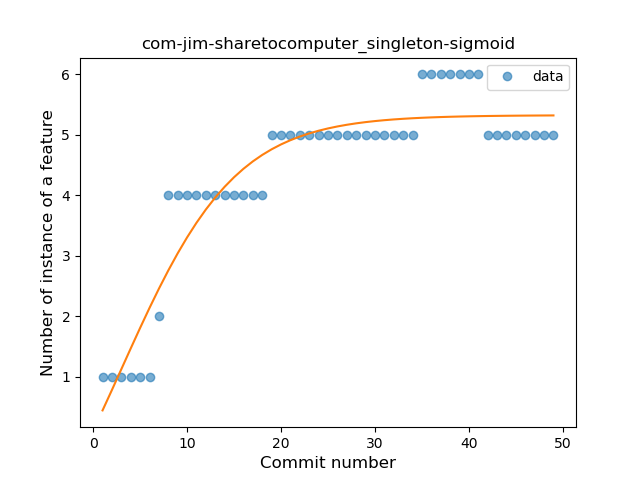 com-jim-sharetocomputer_singleton-sigmoid
data
Number of instance of a feature
6
5
4
3
2
1
0 10 20 30 40 50
Commit number